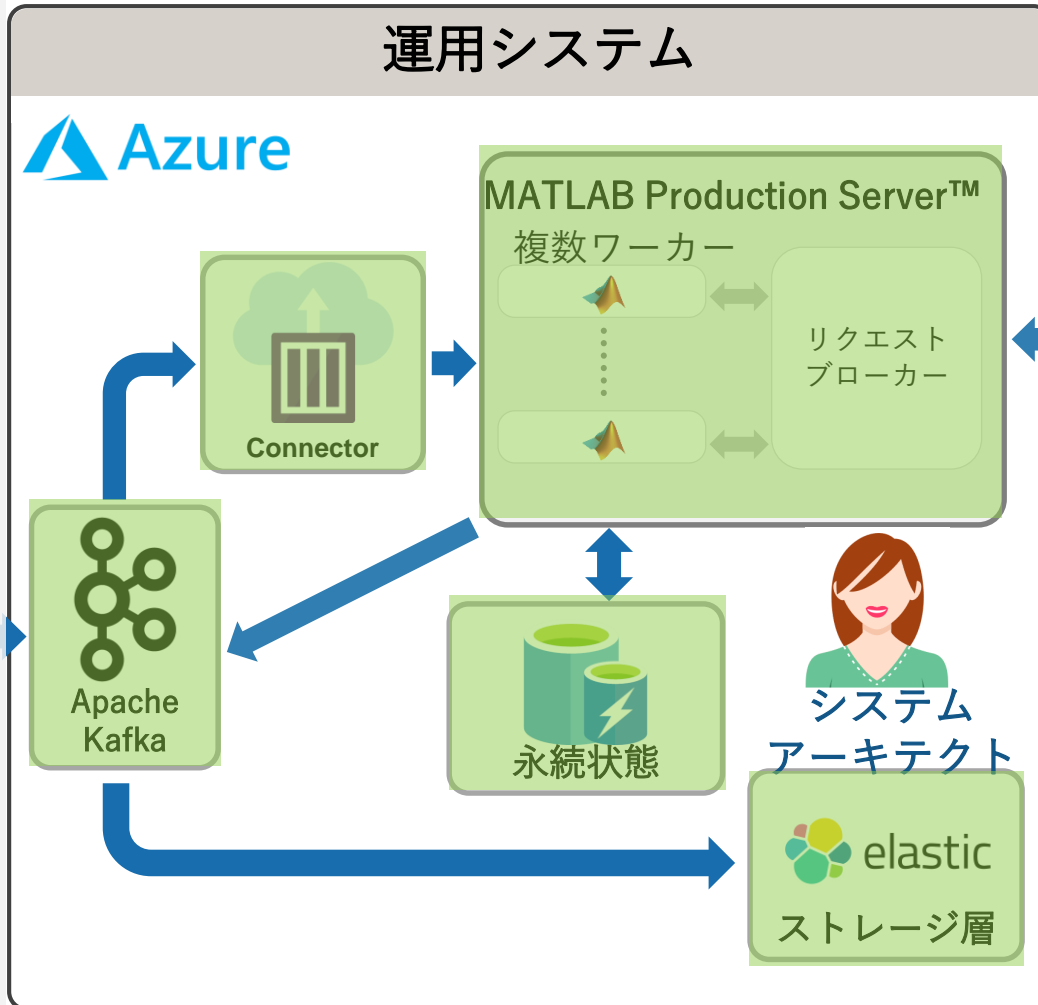 運用システム
Azure
MATLAB Production Server™
複数ワーカー
リクエスト
ブローカー
Connector
Apache
Kafka
永続状態
システム
アーキテクト
elastic
ストレージ層